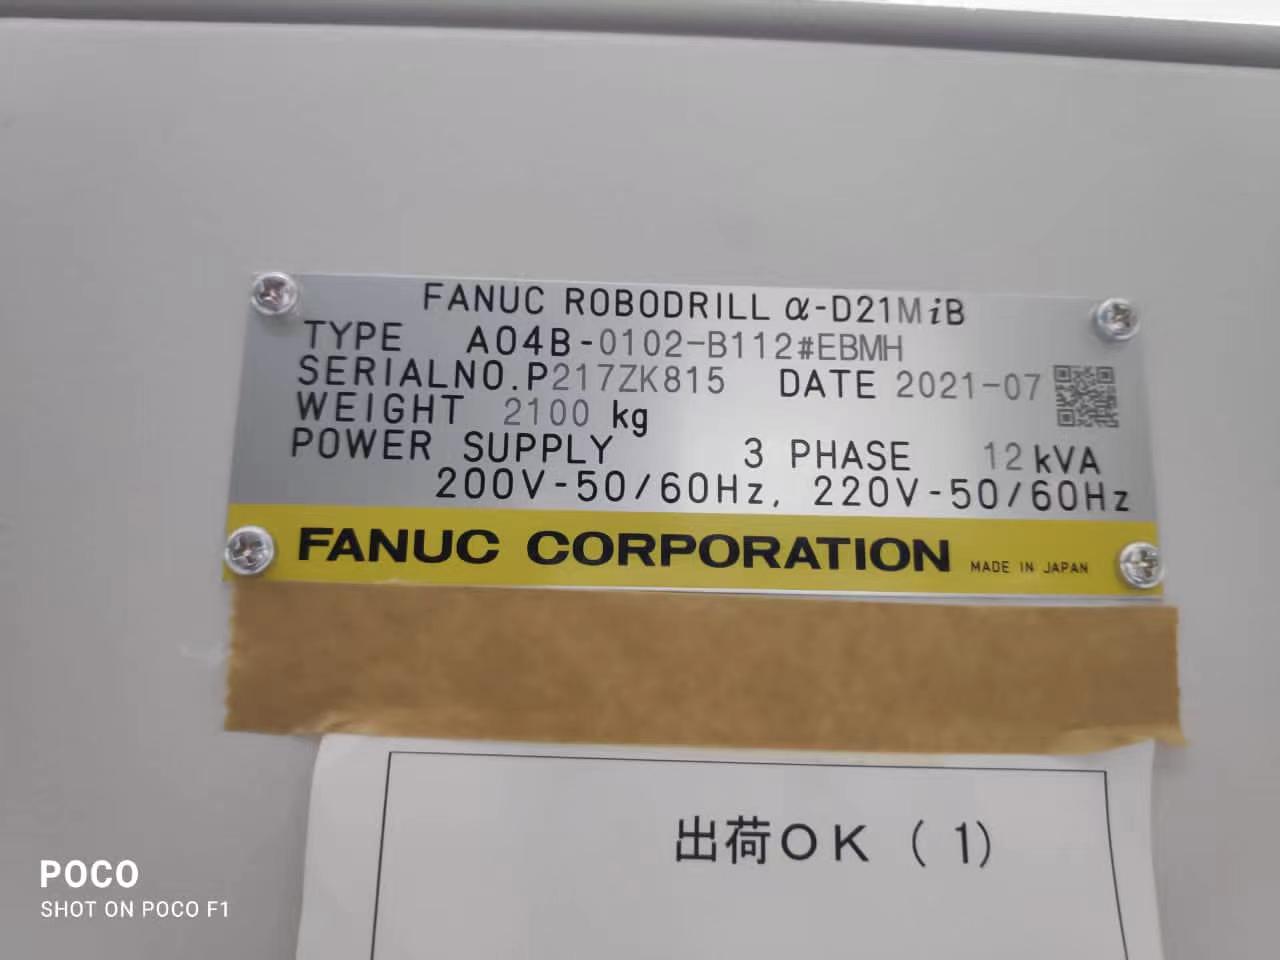 FANUC ROBODRILL α-D21MiB
TYPE A04B-0102-B112#EBMH
SERIALNO.P217ZK815 DATE 2021-07
WEIGHT 2100 kg
POWER SUPPLY 3 PHASE 12 kVA
200V-50/60Hz, 220V-50/60Hz
FANUC CORPORATION MADE IN JAPAN
出荷OK(1)
POCO
SHOT ON POCO F1